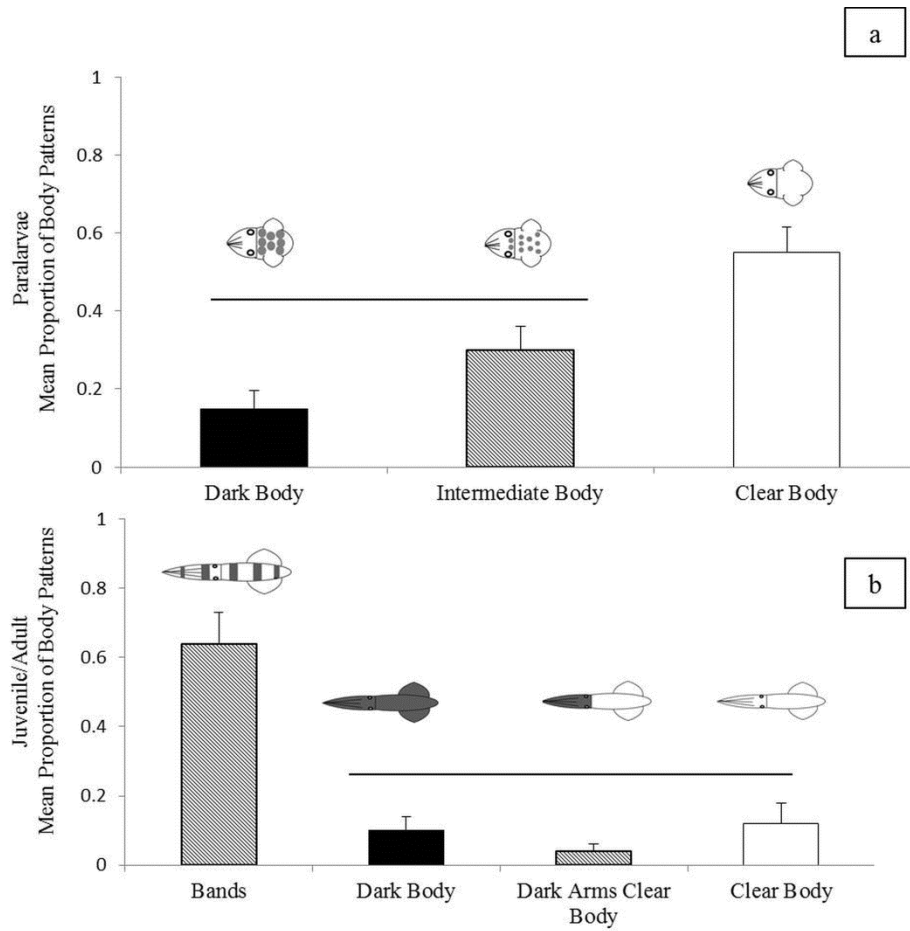 a
Paralarvae
Mean Proportion of Body Patterns
1
0.8
0.6
0.4
0.2
0
Dark Body
Intermediate Body
Clear Body
b
Juvenile/Adult
Mean Proportion of Body Patterns
1
0.8
0.6
0.4
0.2
0
Bands
Dark Body
Dark Arms Clear
Body
Clear Body